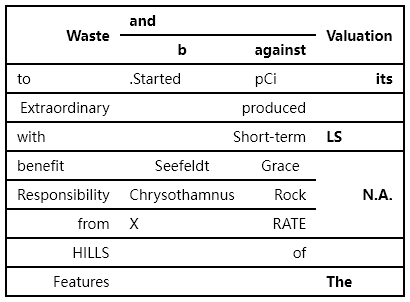 Waste and Valuation
b against
to .Started pCi its
Extraordinary produced
with Short-term LS
benefit Seefeldt Grace
Responsibility Chrysothamnus Rock N.A.
from X RATE
HILLS of
Features The